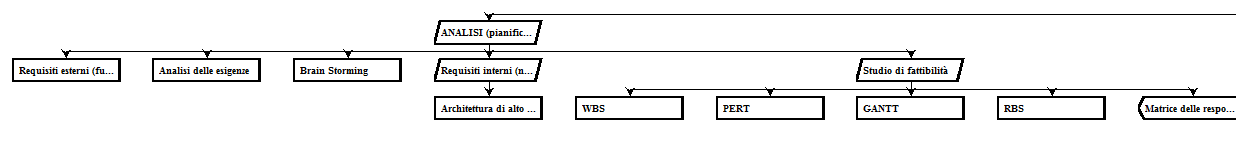 ANALISI (pianific...
Requisiti esterni (fu...
Analisi delle esigenze
Brain Storming
Requisiti interni (n...
Studio di fattibilità
Architettura di alto ...
WBS
PERT
GANTT
RBS
Matrice delle respo...